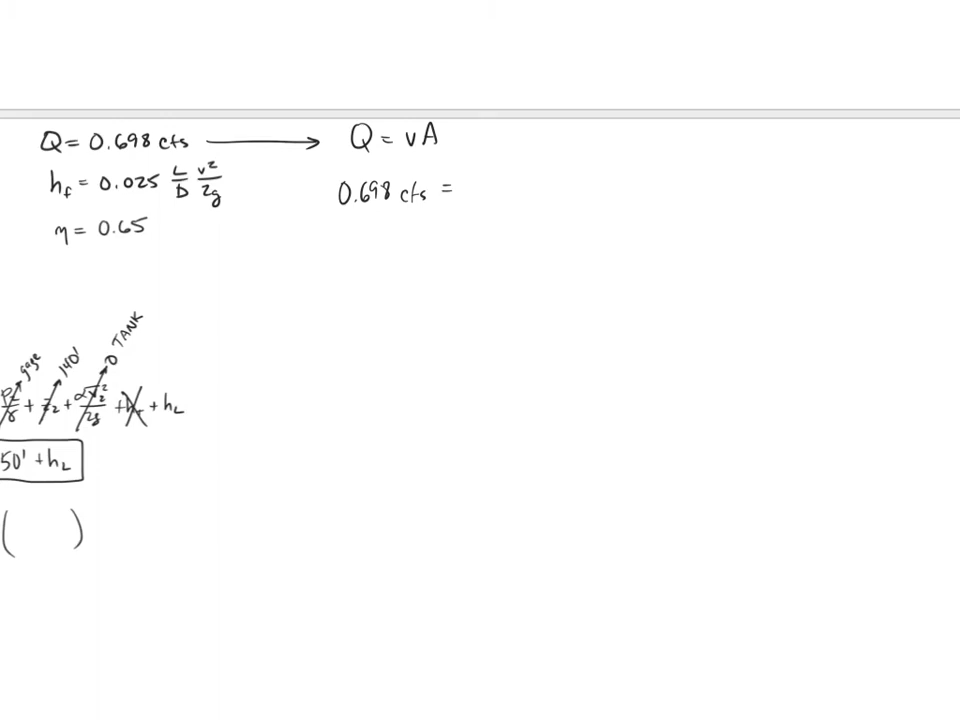 Q = 0.698 cfs → Q = vA
h_f = 0.025 L/D v²/2g
0.698 cfs =
η = 0.65
gage 140' 0 TANK
P₂/γ + z₂ + αv₂²/2g + + h_L
50' + h_L
( )